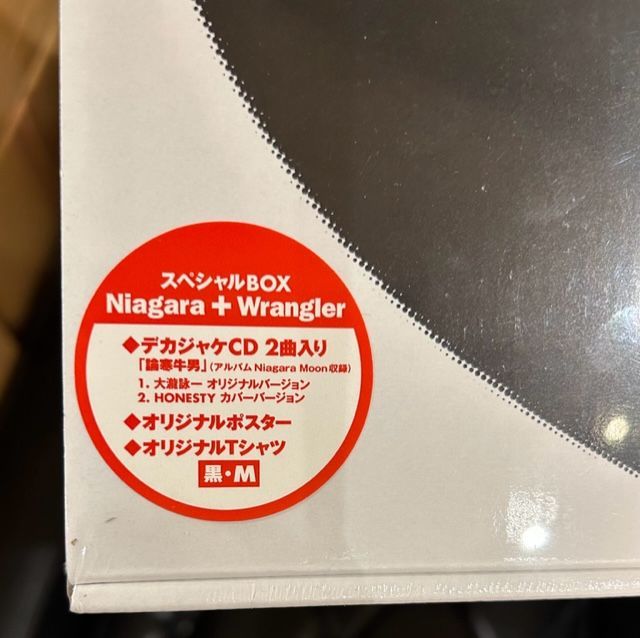 スペシャルBOX
Niagara + Wrangler
◆デカジャケCD 2曲入り
「論寒牛男」(アルバム Niagara Moon収録)
1. 大瀧詠一 オリジナルバージョン
2. HONESTY カバーバージョン
◆オリジナルポスター
◆オリジナルTシャツ
黒・M